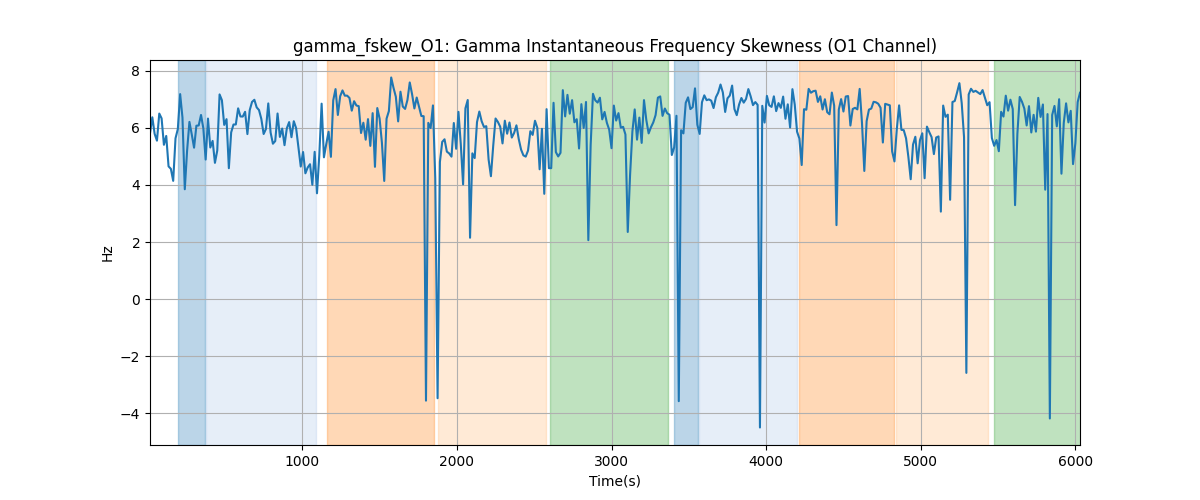 gamma_fskew_O1: Gamma Instantaneous Frequency Skewness (O1 Channel)
8
6
4
2
0
−2
−4
Hz
1000 2000 3000 4000 5000 6000
Time(s)